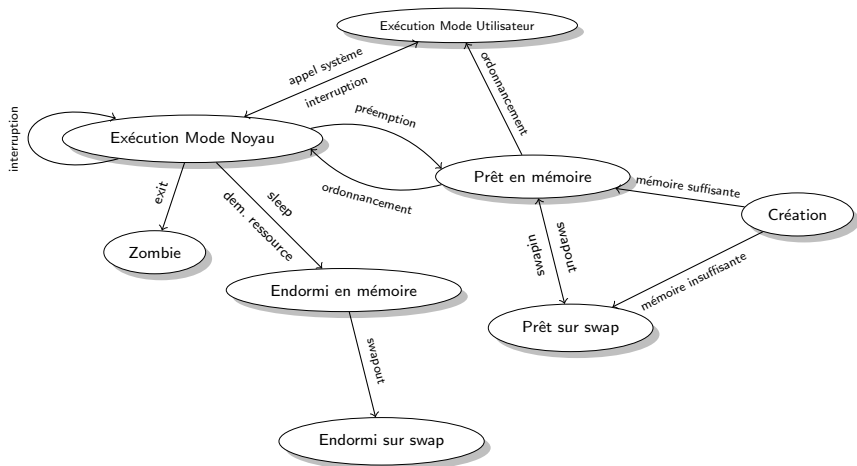 Exécution Mode Utilisateur
appel système
interruption
ordonnancement
interruption
Exécution Mode Noyau
préemption
ordonnancement
Prêt en mémoire
mémoire suffisante
Création
exit
sleep
dem. ressource
Zombie
swapout
swapin
mémoire insuffisante
Endormi en mémoire
Prêt sur swap
swapout
Endormi sur swap